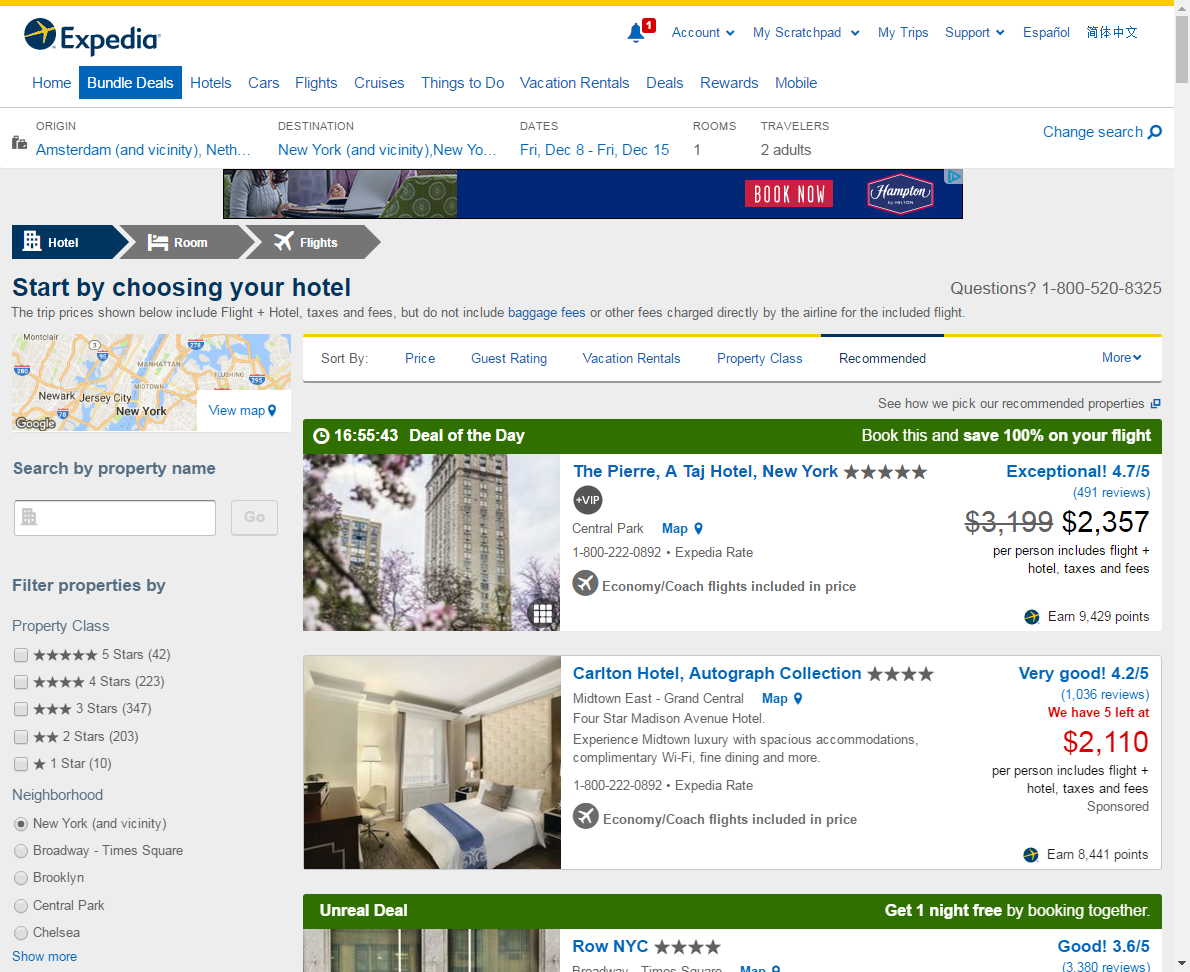 Expedia
1
Account
My Scratchpad
My Trips
Support
Español
简体中文
Home
Bundle Deals
Hotels
Cars
Flights
Cruises
Things to Do
Vacation Rentals
Deals
Rewards
Mobile
ORIGIN
Amsterdam (and vicinity), Neth...
DESTINATION
New York (and vicinity),New Yo...
DATES
Fri, Dec 8 - Fri, Dec 15
ROOMS
1
TRAVELERS
2 adults
Change search
BOOK NOW
Hampton
by HILTON
Hotel
Room
Flights
Start by choosing your hotel
Questions? 1-800-520-8325
The trip prices shown below include Flight + Hotel, taxes and fees, but do not include baggage fees or other fees charged directly by the airline for the included flight.
Montclair
3
95
278
280
MANHATTAN
FLUSHING
MIDTOWN
295
Newark
Jersey City
78
New York
Google
View map
Search by property name
Go
Filter properties by
Property Class
★★★★★ 5 Stars (42)
★★★★ 4 Stars (223)
★★★ 3 Stars (347)
★★ 2 Stars (203)
★ 1 Star (10)
Neighborhood
New York (and vicinity)
Broadway - Times Square
Brooklyn
Central Park
Chelsea
Show more
Sort By:
Price
Guest Rating
Vacation Rentals
Property Class
Recommended
More
See how we pick our recommended properties
16:55:43 Deal of the Day
Book this and save 100% on your flight
The Pierre, A Taj Hotel, New York ★★★★★
+VIP
Central Park
Map
1-800-222-0892 • Expedia Rate
Economy/Coach flights included in price
Exceptional! 4.7/5
(491 reviews)
$3,199 $2,357
per person includes flight +
hotel, taxes and fees
Earn 9,429 points
Carlton Hotel, Autograph Collection ★★★★
Midtown East - Grand Central
Map
Four Star Madison Avenue Hotel.
Experience Midtown luxury with spacious accommodations,
complimentary Wi-Fi, fine dining and more.
1-800-222-0892 • Expedia Rate
Economy/Coach flights included in price
Very good! 4.2/5
(1,036 reviews)
We have 5 left at
$2,110
per person includes flight +
hotel, taxes and fees
Sponsored
Earn 8,441 points
Unreal Deal
Get 1 night free by booking together.
Row NYC ★★★★
Broadway - Times Square
Map
Good! 3.6/5
(3,380 reviews)